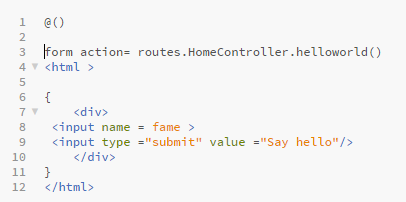 1 @()
2
3 form action= routes.HomeController.helloworld()
4 <html >
5
6 {
7 <div>
8 <input name = fame >
9 <input type ="submit" value ="Say hello"/>
10 </div>
11 }
12 </html>